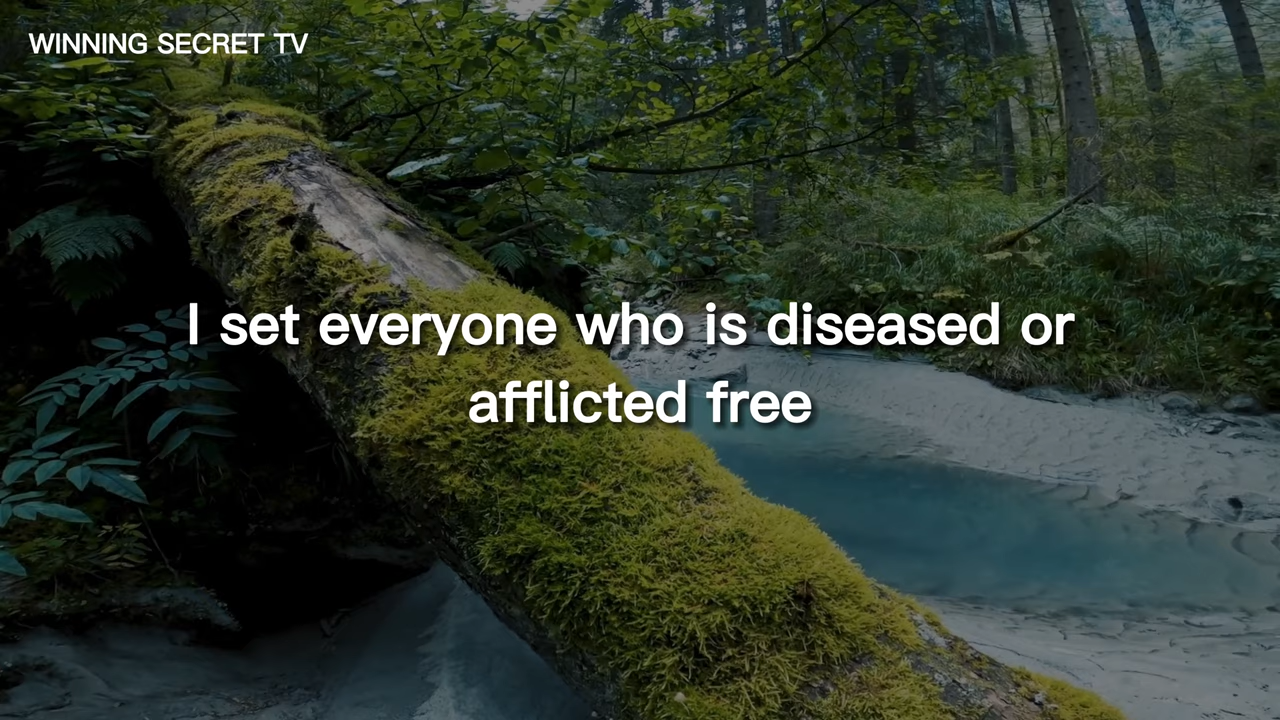 WINNING SECRET TV
I set everyone who is diseased or
afflicted free